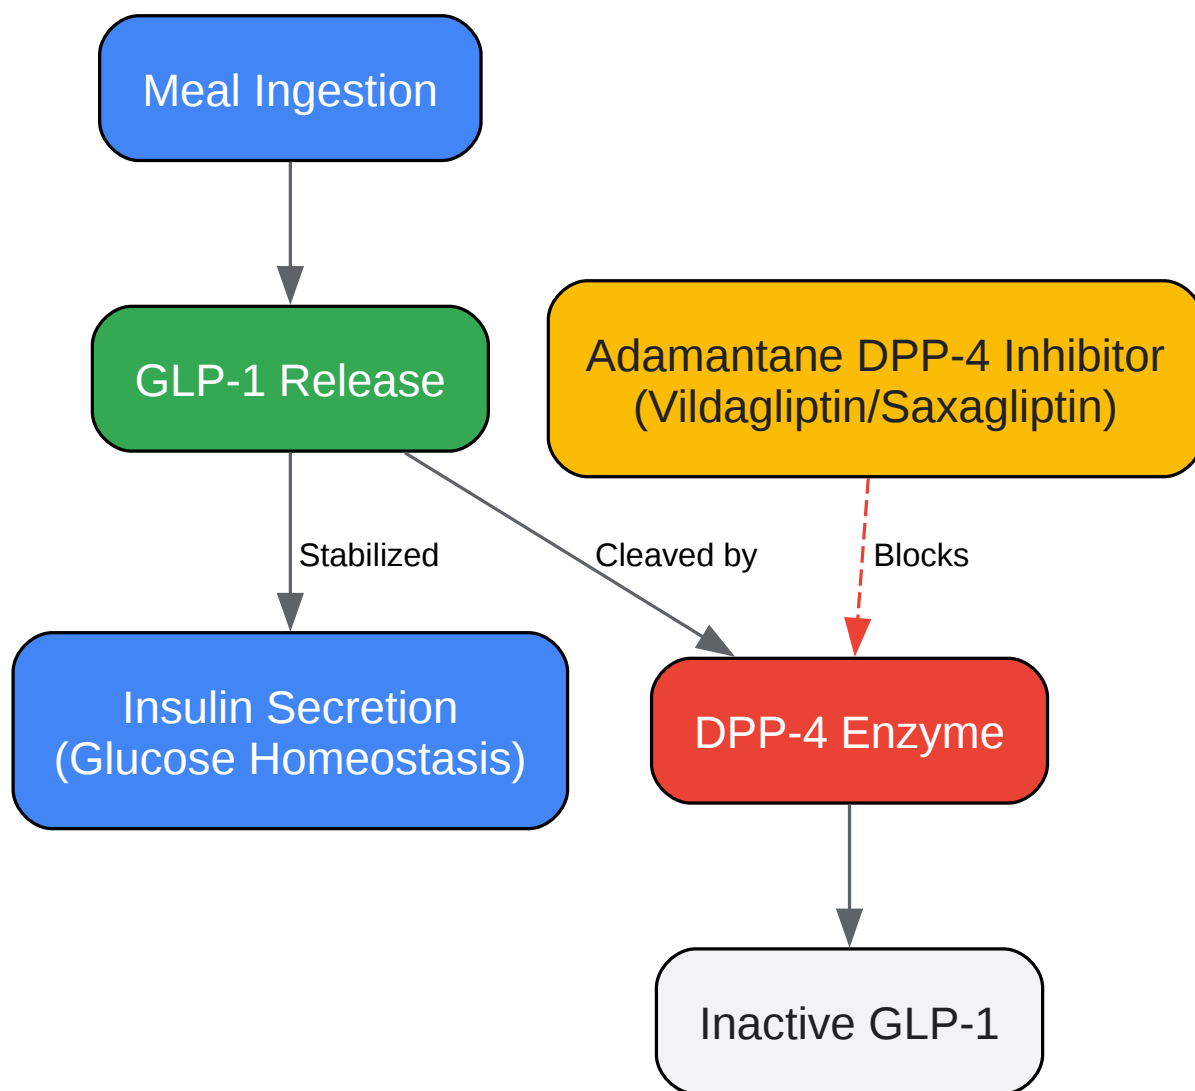 Meal Ingestion
GLP-1 Release
Adamantane DPP-4 Inhibitor
(Vildagliptin/Saxagliptin)
Stabilized
Cleaved by
Blocks
Insulin Secretion
(Glucose Homeostasis)
DPP-4 Enzyme
Inactive GLP-1